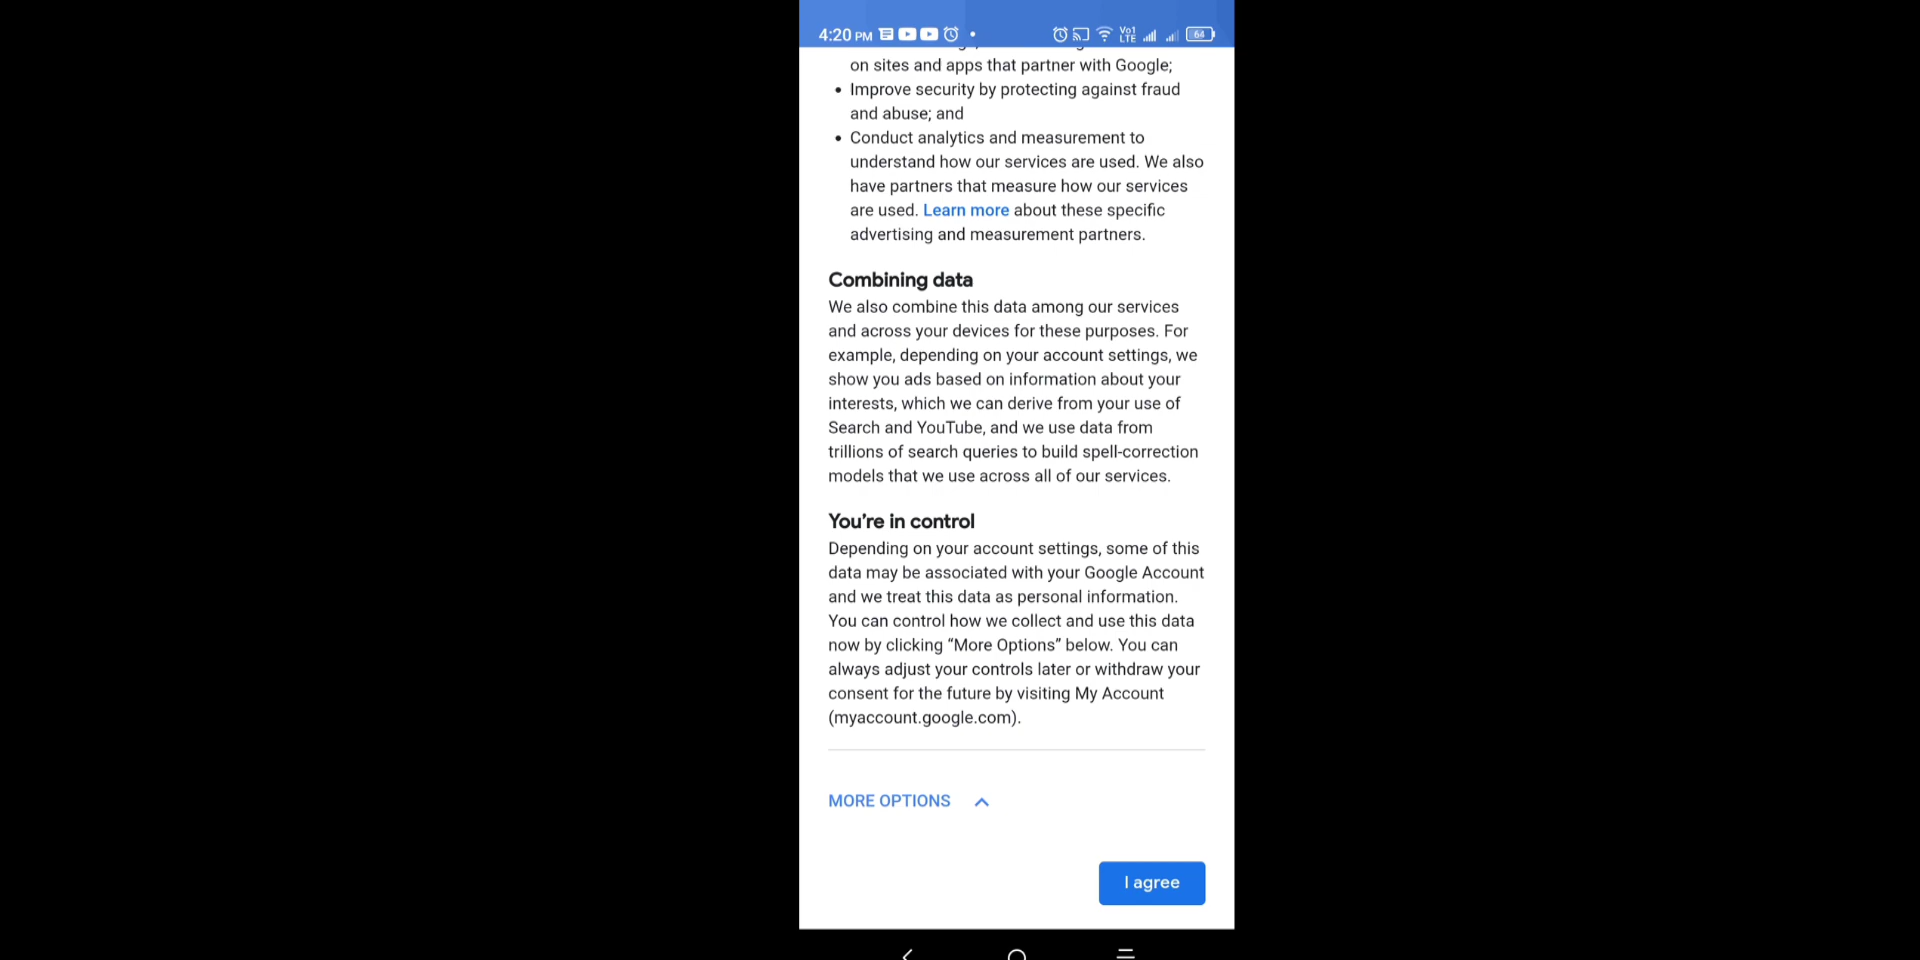 4:20 PM
Vo1
LTE
64
on sites and apps that partner with Google;
• Improve security by protecting against fraud
and abuse; and
• Conduct analytics and measurement to
understand how our services are used. We also
have partners that measure how our services
are used. Learn more about these specific
advertising and measurement partners.
Combining data
We also combine this data among our services
and across your devices for these purposes. For
example, depending on your account settings, we
show you ads based on information about your
interests, which we can derive from your use of
Search and YouTube, and we use data from
trillions of search queries to build spell-correction
models that we use across all of our services.
You’re in control
Depending on your account settings, some of this
data may be associated with your Google Account
and we treat this data as personal information.
You can control how we collect and use this data
now by clicking “More Options” below. You can
always adjust your controls later or withdraw your
consent for the future by visiting My Account
(myaccount.google.com).
MORE OPTIONS
I agree